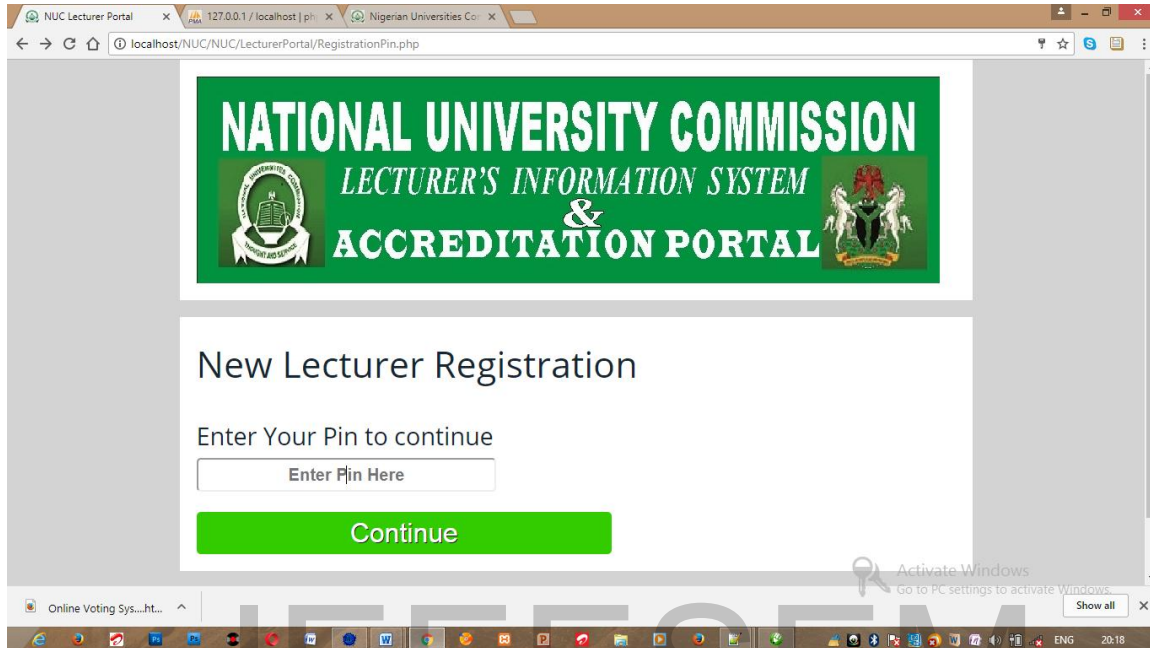 NUC Lecturer Portal
127.0.0.1 / localhost | ph
Nigerian Universities Cor
localhost/NUC/NUC/LecturerPortal/RegistrationPin.php
NATIONAL UNIVERSITY COMMISSION
LECTURER'S INFORMATION SYSTEM
&
ACCREDITATION PORTAL
New Lecturer Registration
Enter Your Pin to continue
Enter Pin Here
Continue
Activate Windows
Go to PC settings to activate Windows.
Online Voting Sys....ht...
Show all
ENG 20:18